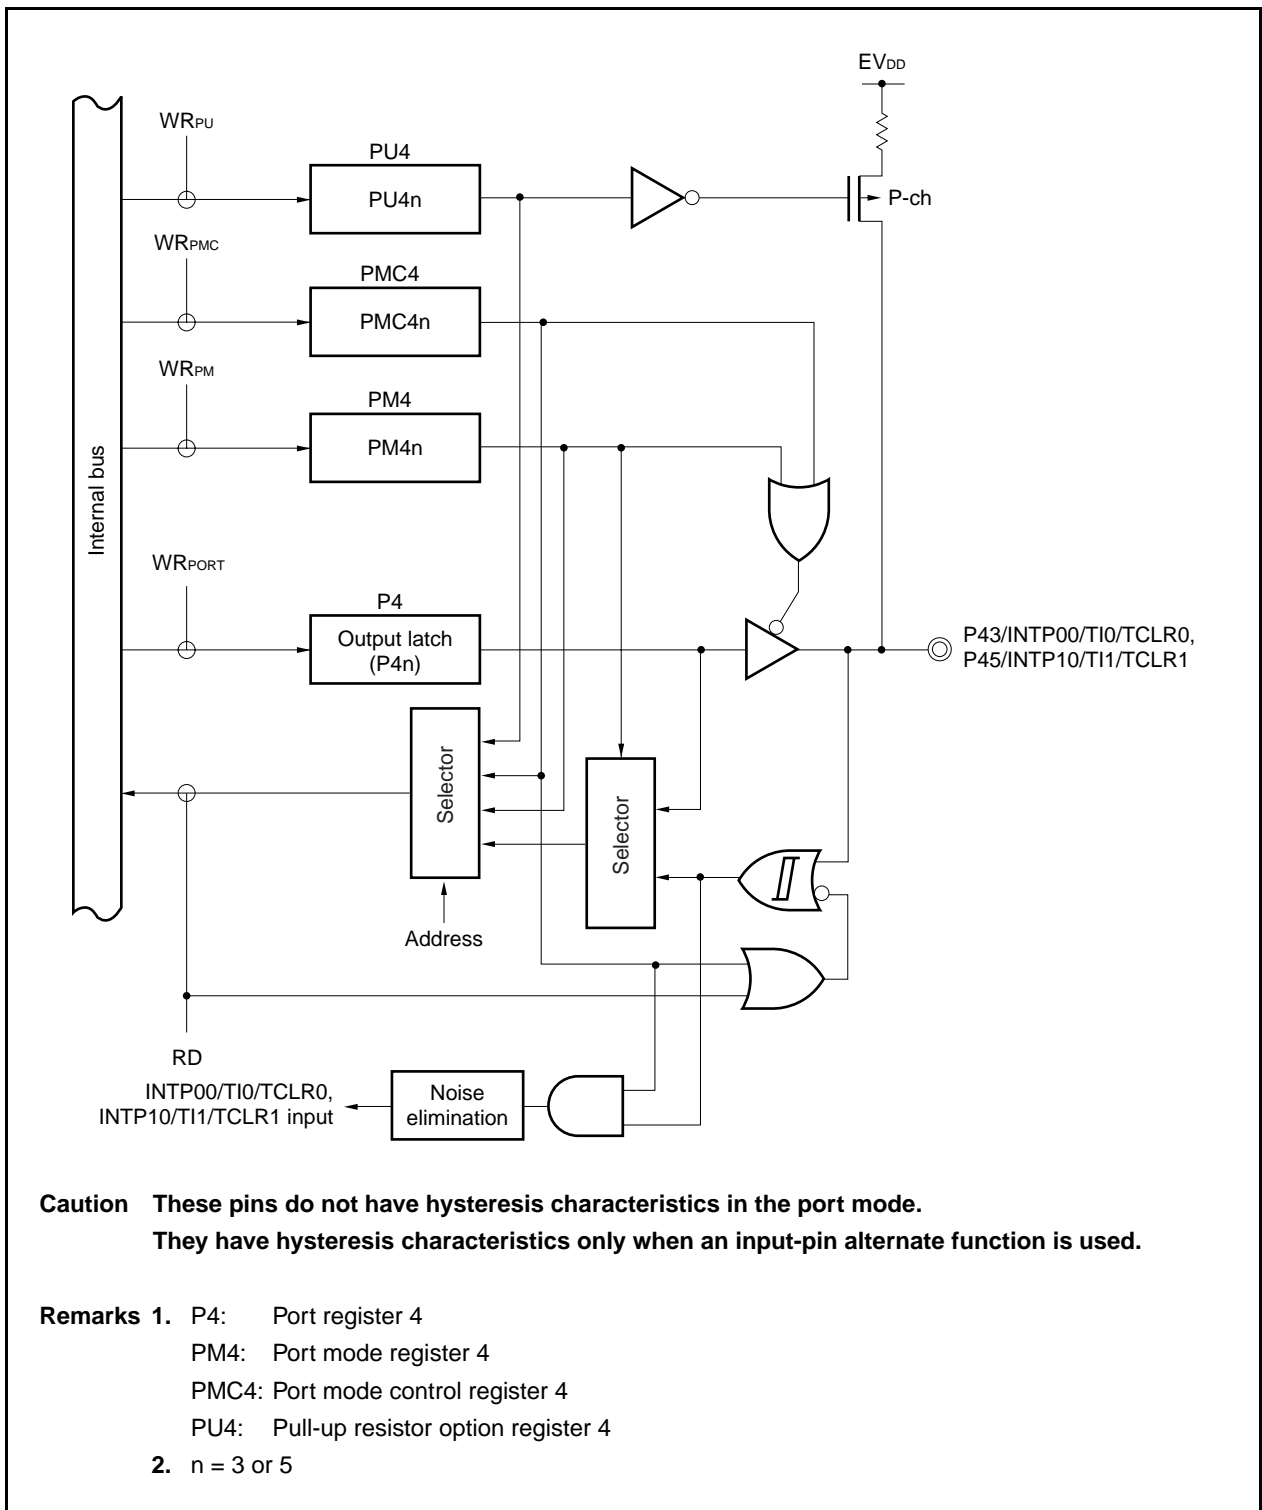 EVDD
WRPU
PU4
PU4n
P-ch
WRPMC
PMC4
PMC4n
WRPM
PM4
PM4n
Internal bus
WRPORT
P4
Output latch
(P4n)
P43/INTP00/TI0/TCLR0,
P45/INTP10/TI1/TCLR1
Selector
Selector
Address
RD
INTP00/TI0/TCLR0,
INTP10/TI1/TCLR1 input
Noise
elimination
Caution These pins do not have hysteresis characteristics in the port mode.
They have hysteresis characteristics only when an input-pin alternate function is used.
Remarks 1. P4: Port register 4
PM4: Port mode register 4
PMC4: Port mode control register 4
PU4: Pull-up resistor option register 4
2. n = 3 or 5